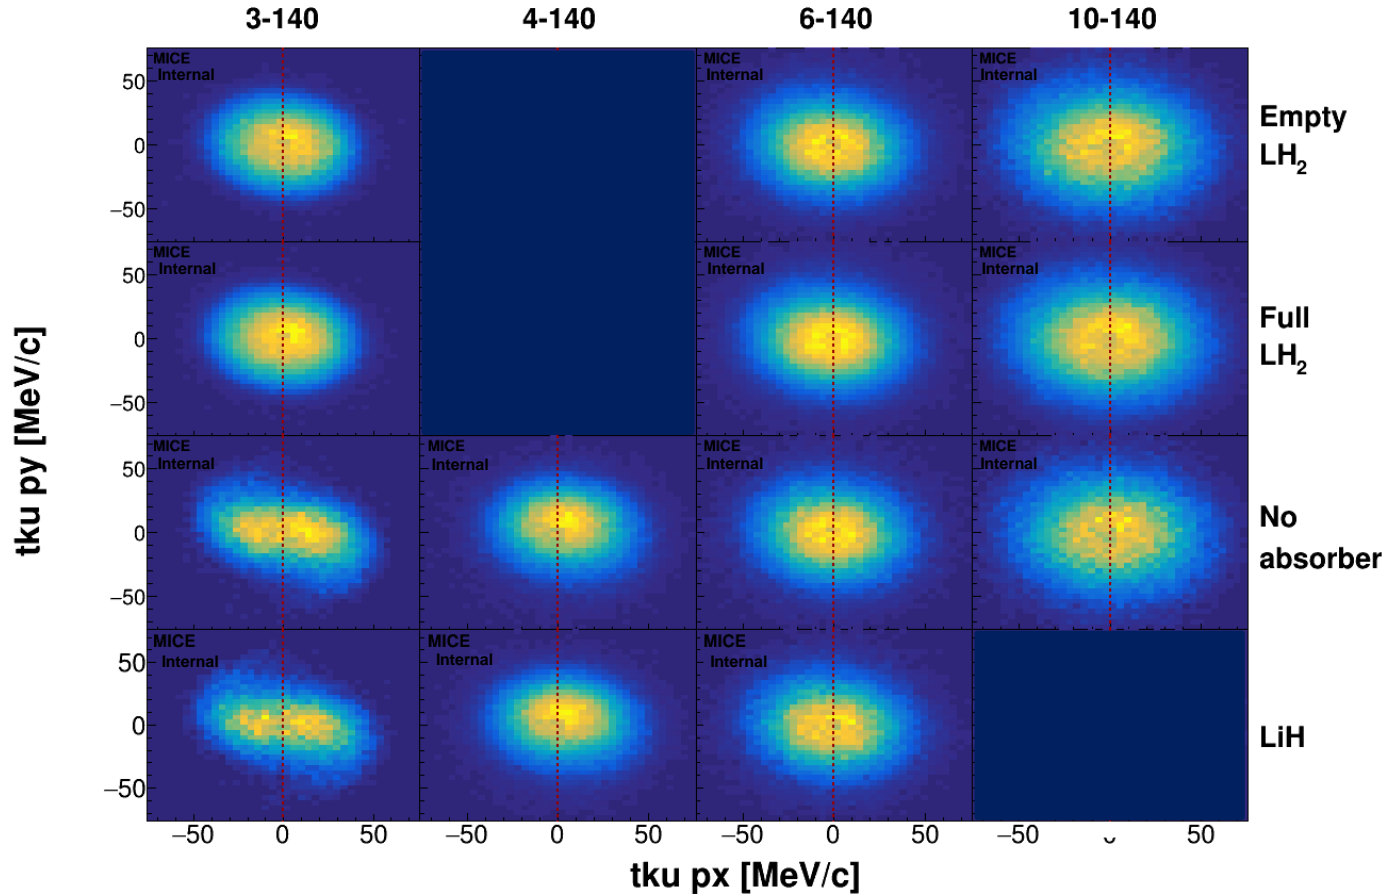 3-140 4-140 6-140 10-140
MICE MICE MICE
Internal Internal Internal
50
0
−50
Empty
LH2
MICE MICE MICE
Internal Internal Internal
50
0
−50
Full
LH2
MICE MICE MICE MICE
Internal Internal Internal Internal
50
0
−50
No
absorber
MICE MICE MICE
Internal Internal Internal
50
0
−50
LiH
−50 0 50 −50 0 50 −50 0 50 −50 50
tku px [MeV/c]
tku py [MeV/c]